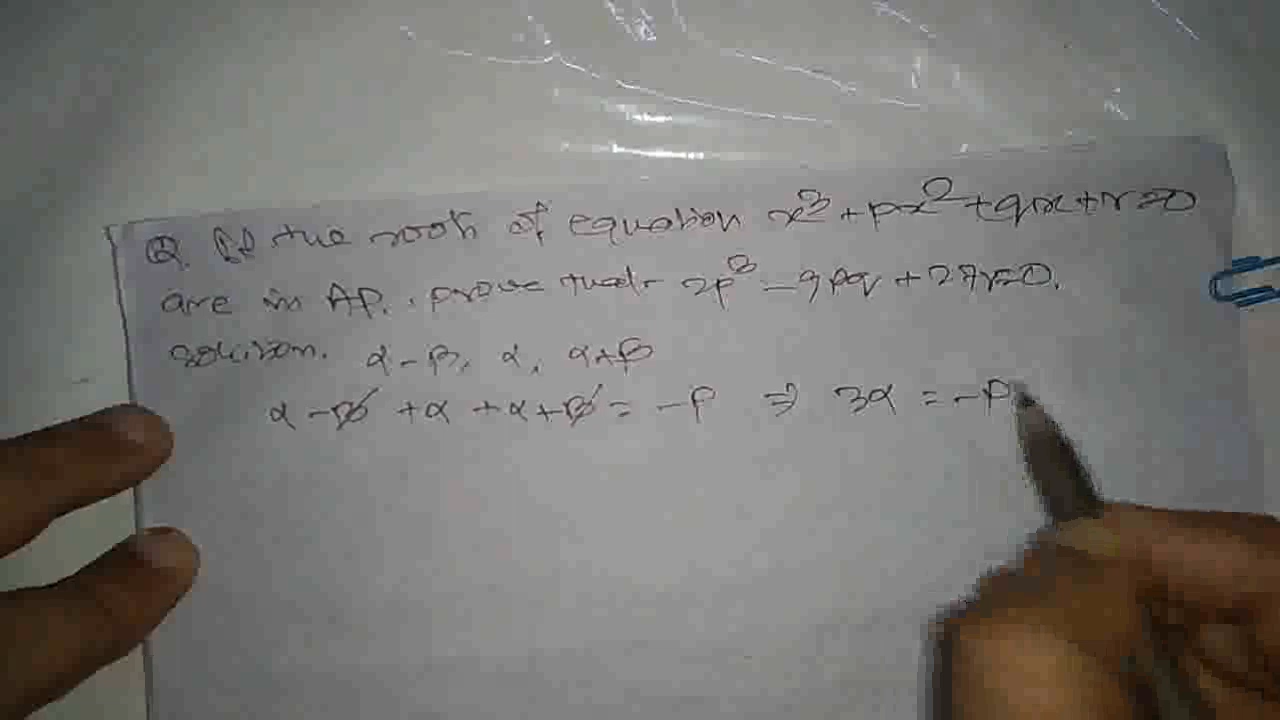 Q. If the roots of equation x³ + px² + qx + r = 0
are in AP. prove that 2p³ - 9pq + 27r = 0.
solution. α - β, α, α + β
α - β + α + α + β = -p ⇒ 3α = -p